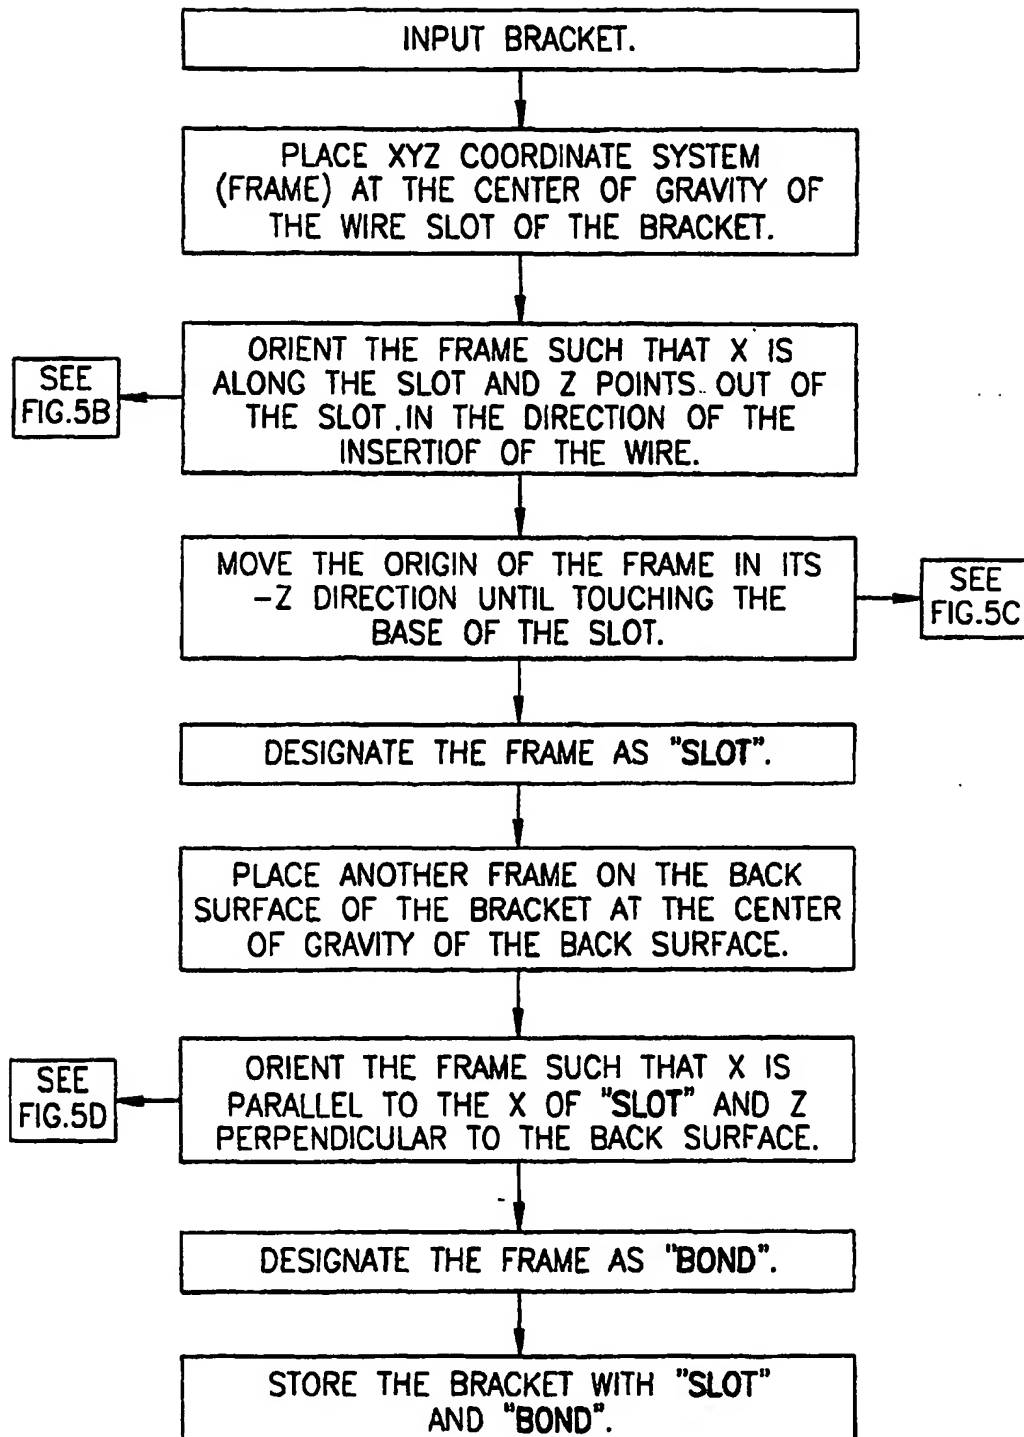 INPUT BRACKET.
PLACE XYZ COORDINATE SYSTEM
(FRAME) AT THE CENTER OF GRAVITY OF
THE WIRE SLOT OF THE BRACKET.
ORIENT THE FRAME SUCH THAT X IS
ALONG THE SLOT AND Z POINTS OUT OF
THE SLOT IN THE DIRECTION OF THE
INSERTIOF OF THE WIRE.
SEE
FIG.5B
MOVE THE ORIGIN OF THE FRAME IN ITS
-Z DIRECTION UNTIL TOUCHING THE
BASE OF THE SLOT.
SEE
FIG.5C
DESIGNATE THE FRAME AS "SLOT".
PLACE ANOTHER FRAME ON THE BACK
SURFACE OF THE BRACKET AT THE CENTER
OF GRAVITY OF THE BACK SURFACE.
ORIENT THE FRAME SUCH THAT X IS
PARALLEL TO THE X OF "SLOT" AND Z
PERPENDICULAR TO THE BACK SURFACE.
SEE
FIG.5D
DESIGNATE THE FRAME AS "BOND".
STORE THE BRACKET WITH "SLOT"
AND "BOND".